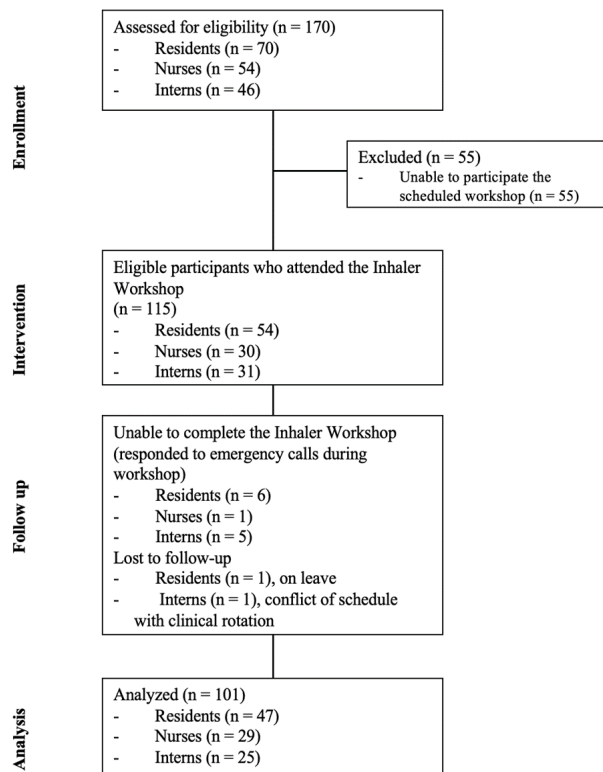 Enrollment
Assessed for eligibility (n = 170)
- Residents (n = 70)
- Nurses (n = 54)
- Interns (n = 46)
Excluded (n = 55)
- Unable to participate the
scheduled workshop (n = 55)
Intervention
Eligible participants who attended the Inhaler
Workshop
(n = 115)
- Residents (n = 54)
- Nurses (n = 30)
- Interns (n = 31)
Follow up
Unable to complete the Inhaler Workshop
(responded to emergency calls during
workshop)
- Residents (n = 6)
- Nurses (n = 1)
- Interns (n = 5)
Lost to follow-up
- Residents (n = 1), on leave
- Interns (n = 1), conflict of schedule
with clinical rotation
Analysis
Analyzed (n = 101)
- Residents (n = 47)
- Nurses (n = 29)
- Interns (n = 25)